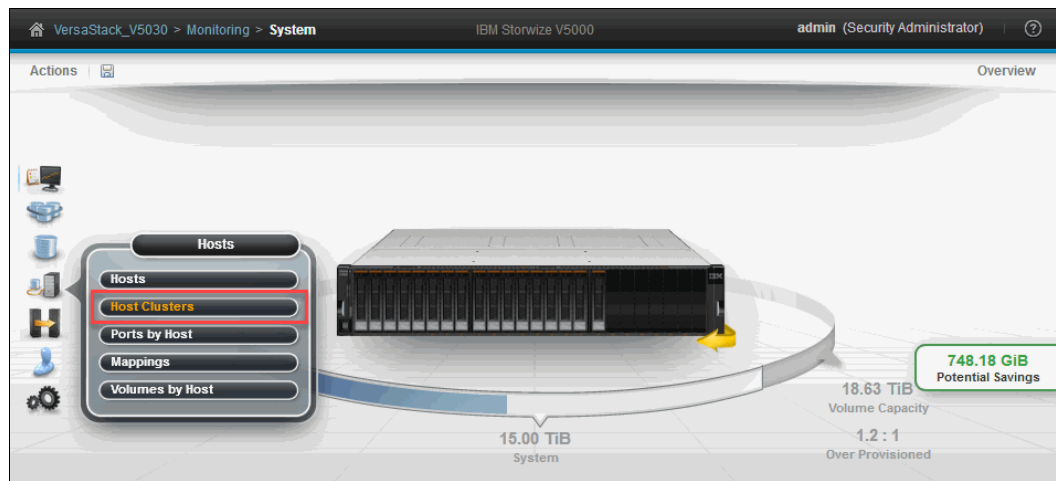 VersaStack_V5030 > Monitoring > System
IBM Storwize V5000
admin (Security Administrator)
?
Actions
Overview
Hosts
Hosts
Host Clusters
Ports by Host
Mappings
Volumes by Host
IBM
748.18 GiB
Potential Savings
18.63 TiB
Volume Capacity
15.00 TiB
System
1.2 : 1
Over Provisioned